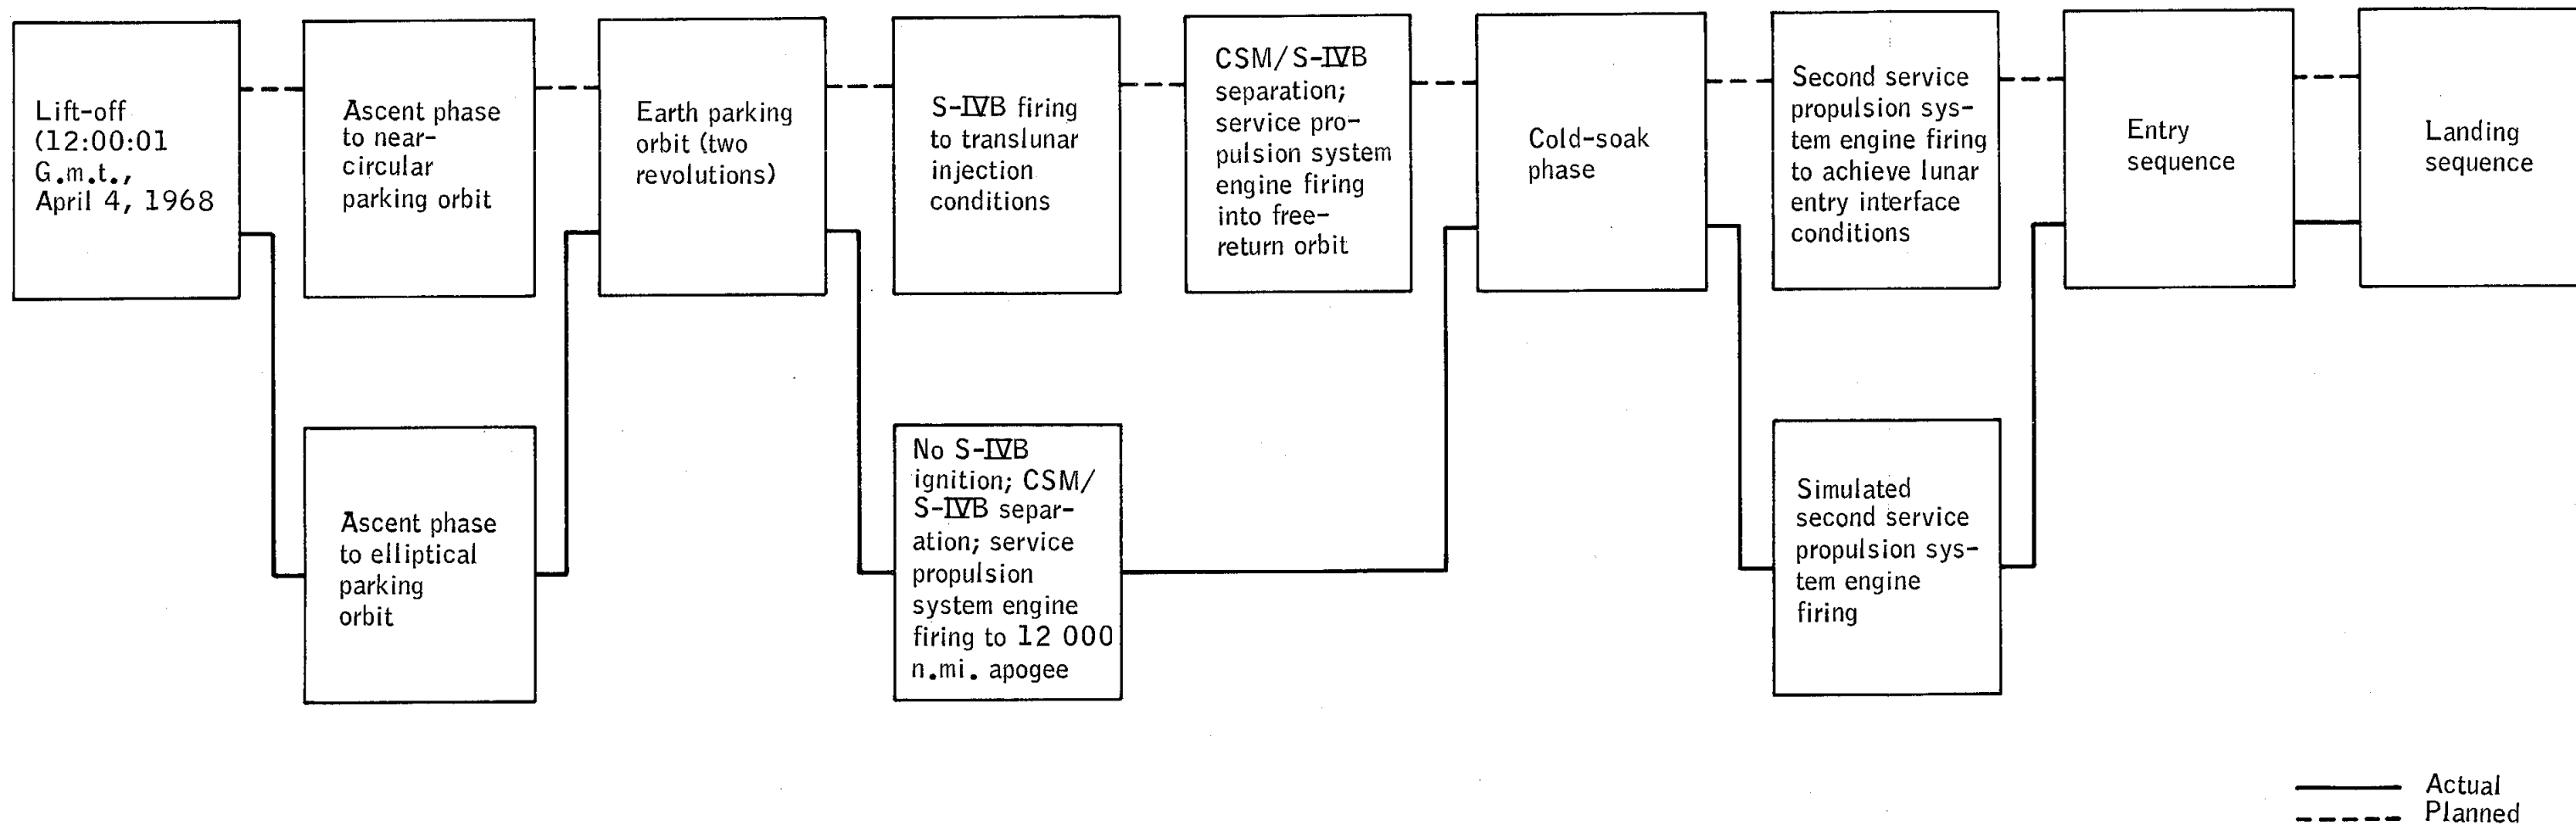 Lift-off
(12:00:01
G.m.t.,
April 4, 1968
Ascent phase
to near-
circular
parking orbit
Earth parking
orbit (two
revolutions)
S-IVB firing
to translunar
injection
conditions
CSM/S-IVB
separation;
service pro-
pulsion system
engine firing
into free-
return orbit
Cold-soak
phase
Second service
propulsion sys-
tem engine firing
to achieve lunar
entry interface
conditions
Entry
sequence
Landing
sequence
Ascent phase
to elliptical
parking
orbit
No S-IVB
ignition; CSM/
S-IVB separ-
ation; service
propulsion
system engine
firing to 12 000
n.mi. apogee
Simulated
second service
propulsion sys-
tem engine
firing
Actual
Planned